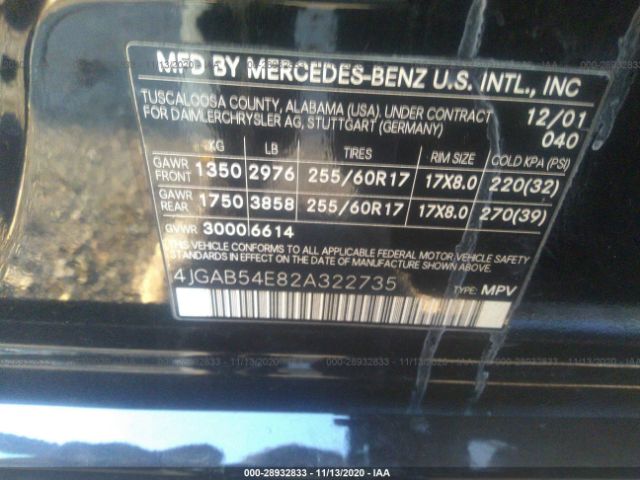 MFD BY MERCEDES-BENZ U.S. INTL., INC
TUSCALOOSA COUNTY, ALABAMA (USA). UNDER CONTRACT 12/01
FOR DAIMLERCHRYSLER AG, STUTTGART (GERMANY) 040
KG LB TIRES RIM SIZE COLD KPA (PSI)
GAWR FRONT 1350 2976 255/60R17 17X8.0 220(32)
GAWR REAR 1750 3858 255/60R17 17X8.0 270(39)
GVWR 3000 6614
THIS VEHICLE CONFORMS TO ALL APPLICABLE FEDERAL MOTOR VEHICLE SAFETY
STANDARDS IN EFFECT ON THE DATE OF MANUFACTURE SHOWN ABOVE.
4JGAB54E82A322735
TYPE: MPV
000-28932833 - 11/13/2020 - IAA